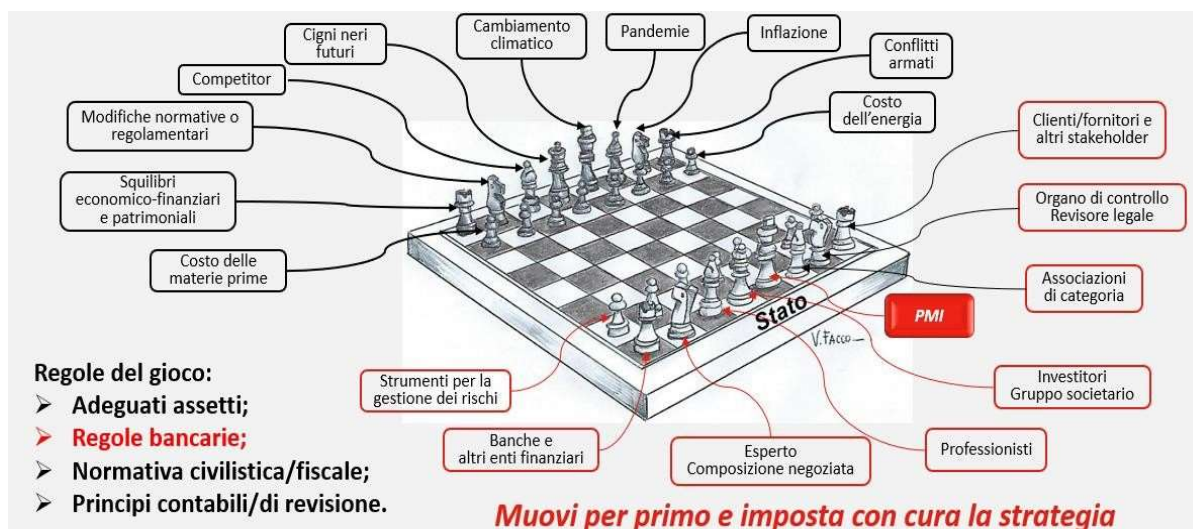 Cigni neri
futuri
Cambiamento
climatico
Pandemie
Inflazione
Conflitti
armati
Competitor
Costo
dell'energia
Modifiche normative o
regolamentari
Clienti/fornitori e
altri stakeholder
Squilibri
economico-finanziari
e patrimoniali
Organo di controllo
Revisore legale
Costo delle
materie prime
Associazioni
di categoria
Stato
PMI
V. FACCO
Regole del gioco:
➢ Adeguati assetti;
➢ Regole bancarie;
➢ Normativa civilistica/fiscale;
➢ Principi contabili/di revisione.
Strumenti per la
gestione dei rischi
Investitori
Gruppo societario
Banche e
altri enti finanziari
Esperto
Composizione negoziata
Professionisti
Muovi per primo e imposta con cura la strategia